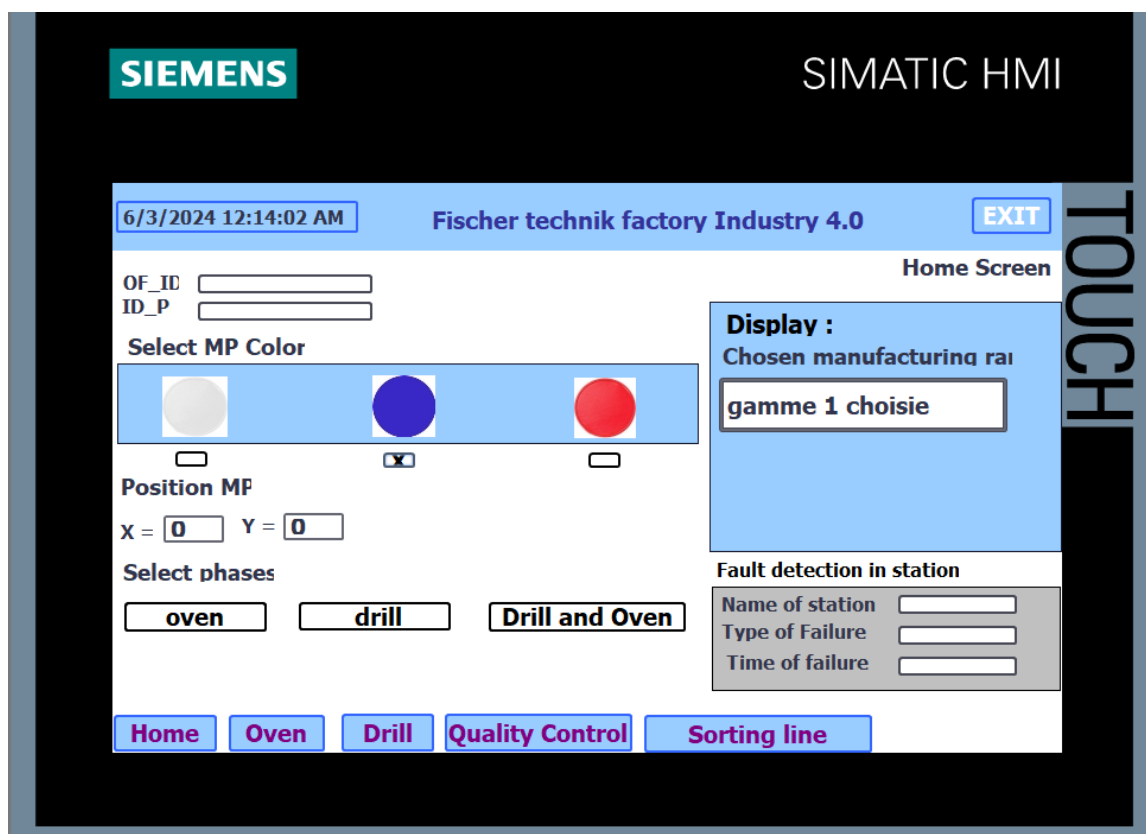 SIEMENS
SIMATIC HMI
TOUCH
6/3/2024 12:14:02 AM
Fischer technik factory Industry 4.0
EXIT
Home Screen
OF_ID
ID_P
Select MP Color
X
Position MP
X = 0 Y = 0
Select phases
oven drill Drill and Oven
Display :
Chosen manufacturing rar
gamme 1 choisie
Fault detection in station
Name of station
Type of Failure
Time of failure
Home Oven Drill Quality Control Sorting line